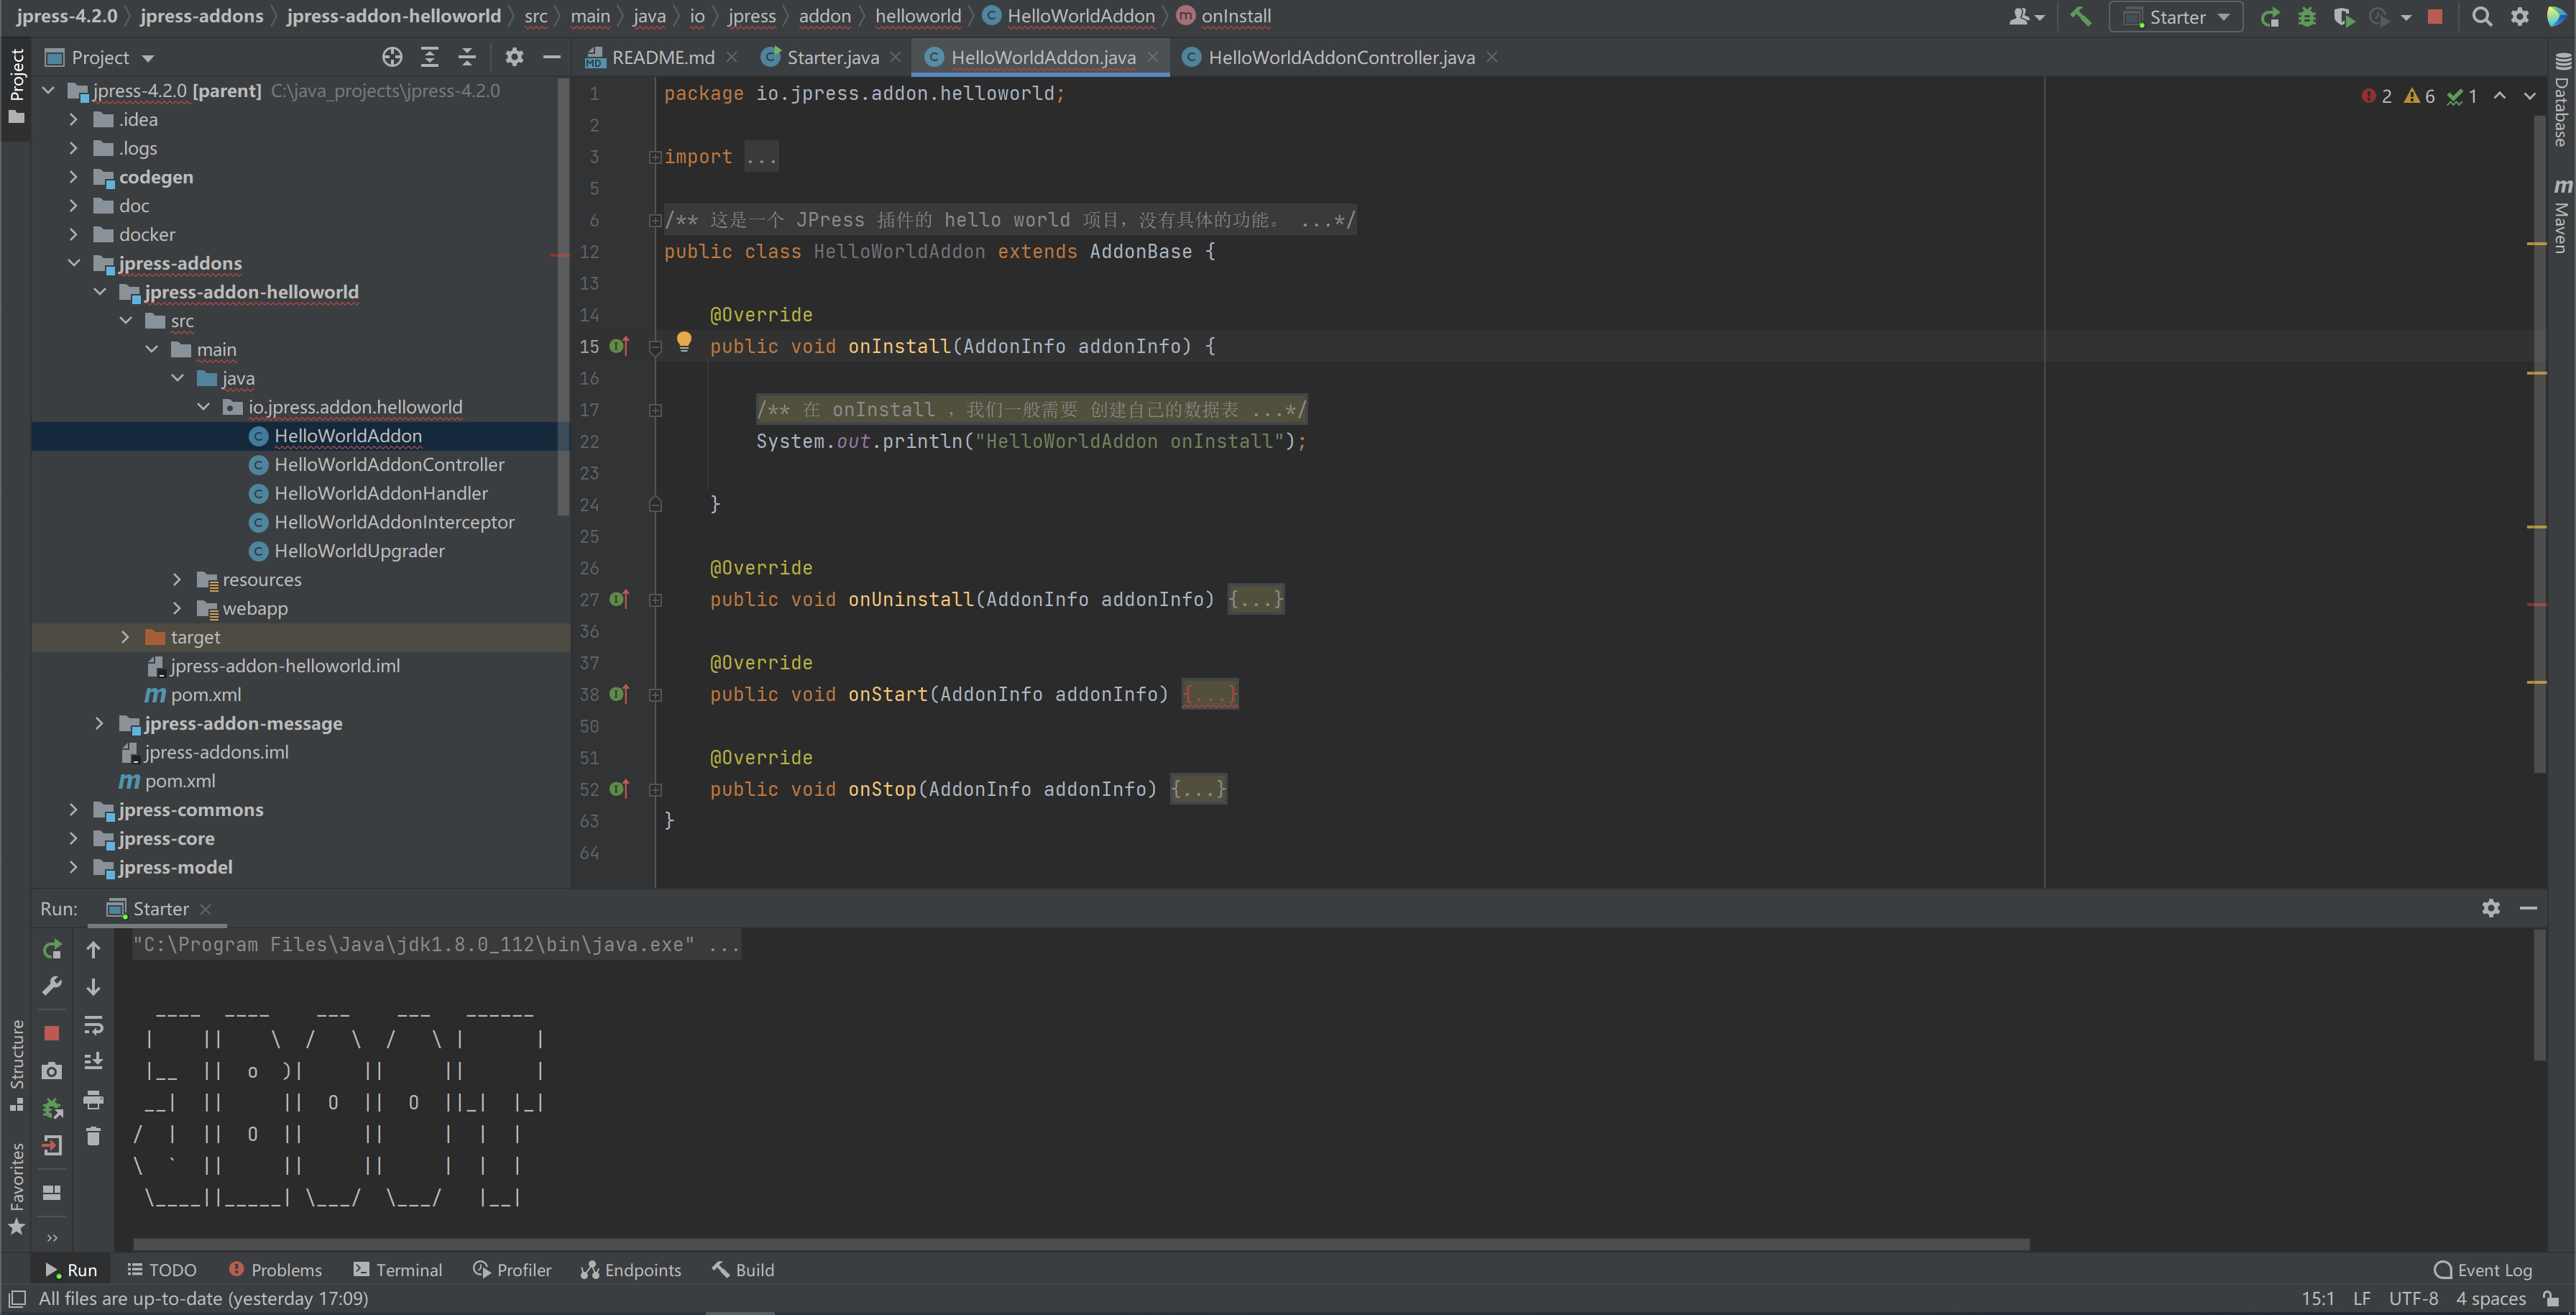 jpress-4.2.0 jpress-addons jpress-addon-helloworld src main java io jpress addon helloworld HelloWorldAddon onInstall Starter
Project
README.md Starter.java HelloWorldAddon.java HelloWorldAddonController.java
Project
jpress-4.2.0 [parent] C:\java_projects\jpress-4.2.0
.idea
.logs
codegen
doc
docker
jpress-addons
jpress-addon-helloworld
src
main
java
io.jpress.addon.helloworld
HelloWorldAddon
HelloWorldAddonController
HelloWorldAddonHandler
HelloWorldAddonInterceptor
HelloWorldUpgrader
resources
webapp
target
jpress-addon-helloworld.iml
pom.xml
jpress-addon-message
jpress-addons.iml
pom.xml
jpress-commons
jpress-core
jpress-model
1 package io.jpress.addon.helloworld;
2
3 import ...
5
6 /** 这是一个 JPress 插件的 hello world 项目，没有具体的功能。 ...*/
12 public class HelloWorldAddon extends AddonBase {
13
14 @Override
15 public void onInstall(AddonInfo addonInfo) {
16
17 /** 在 onInstall ，我们一般需要 创建自己的数据表 ...*/
22 System.out.println("HelloWorldAddon onInstall");
23
24 }
25
26 @Override
27 public void onUninstall(AddonInfo addonInfo) {...}
36
37 @Override
38 public void onStart(AddonInfo addonInfo) {...}
50
51 @Override
52 public void onStop(AddonInfo addonInfo) {...}
63 }
64
2 6 1
Database
Maven
Structure
Favorites
Run: Starter
"C:\Program Files\Java\jdk1.8.0_112\bin\java.exe" ...
  ____  ____    ___    ___   ______
 |    ||    \  /   \  /   \ |      |
 |__  ||  o  )|     ||     ||      |
 __|  ||     ||  O  ||  O  ||_|  |_|
/  |  ||  O  ||     ||     |  |  |
\  `  ||     ||     ||     |  |  |
 \____||_____| \___/  \___/   |__|
Run TODO Problems Terminal Profiler Endpoints Build Event Log
All files are up-to-date (yesterday 17:09) 15:1 LF UTF-8 4 spaces